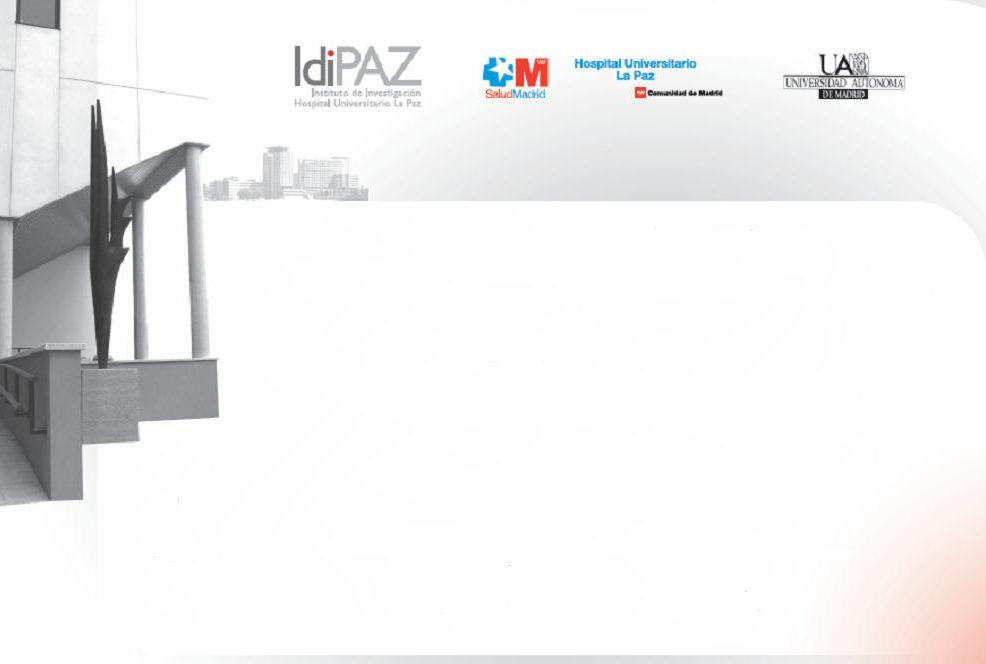 IdiPAZ
Instituto de Investigación
Hospital Universitario La Paz
M
SaludMadrid
Hospital Universitario
La Paz
Comunidad de Madrid
UA
UNIVERSIDAD AUTONOMA
DE MADRID